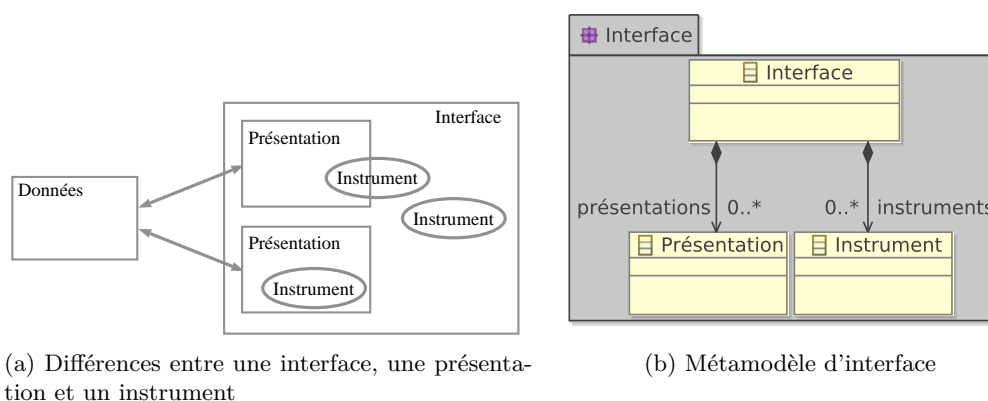 Interface
Présentation
Instrument
Données
Instrument
Présentation
Instrument
(a) Différences entre une interface, une présenta-
tion et un instrument
Interface
Interface
présentations 0..* 0..* instruments
Présentation Instrument
(b) Métamodèle d'interface